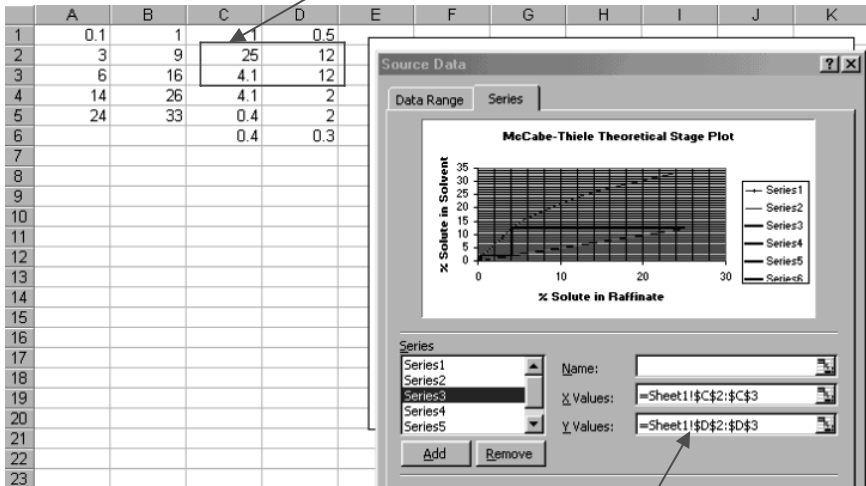 A B C D E F G H I J K
1 0.1 1 1 0.5
2 3 9 25 12
3 6 16 4.1 12
4 14 26 4.1 2
5 24 33 0.4 2
6 0.4 0.3
7
8
9
10
11
12
13
14
15
16
17
18
19
20
21
22
23
Source Data
Data Range Series
McCabe-Thiele Theoretical Stage Plot
% Solute in Solvent
35
30
25
20
15
10
5
0
0 10 20 30
% Solute in Raffinate
Series1
Series2
Series3
Series4
Series5
Series6
Series
Series1
Series2
Series3
Series4
Series5
Name:
X Values: =Sheet1!$C$2:$C$3
Y Values: =Sheet1!$D$2:$D$3
Add Remove